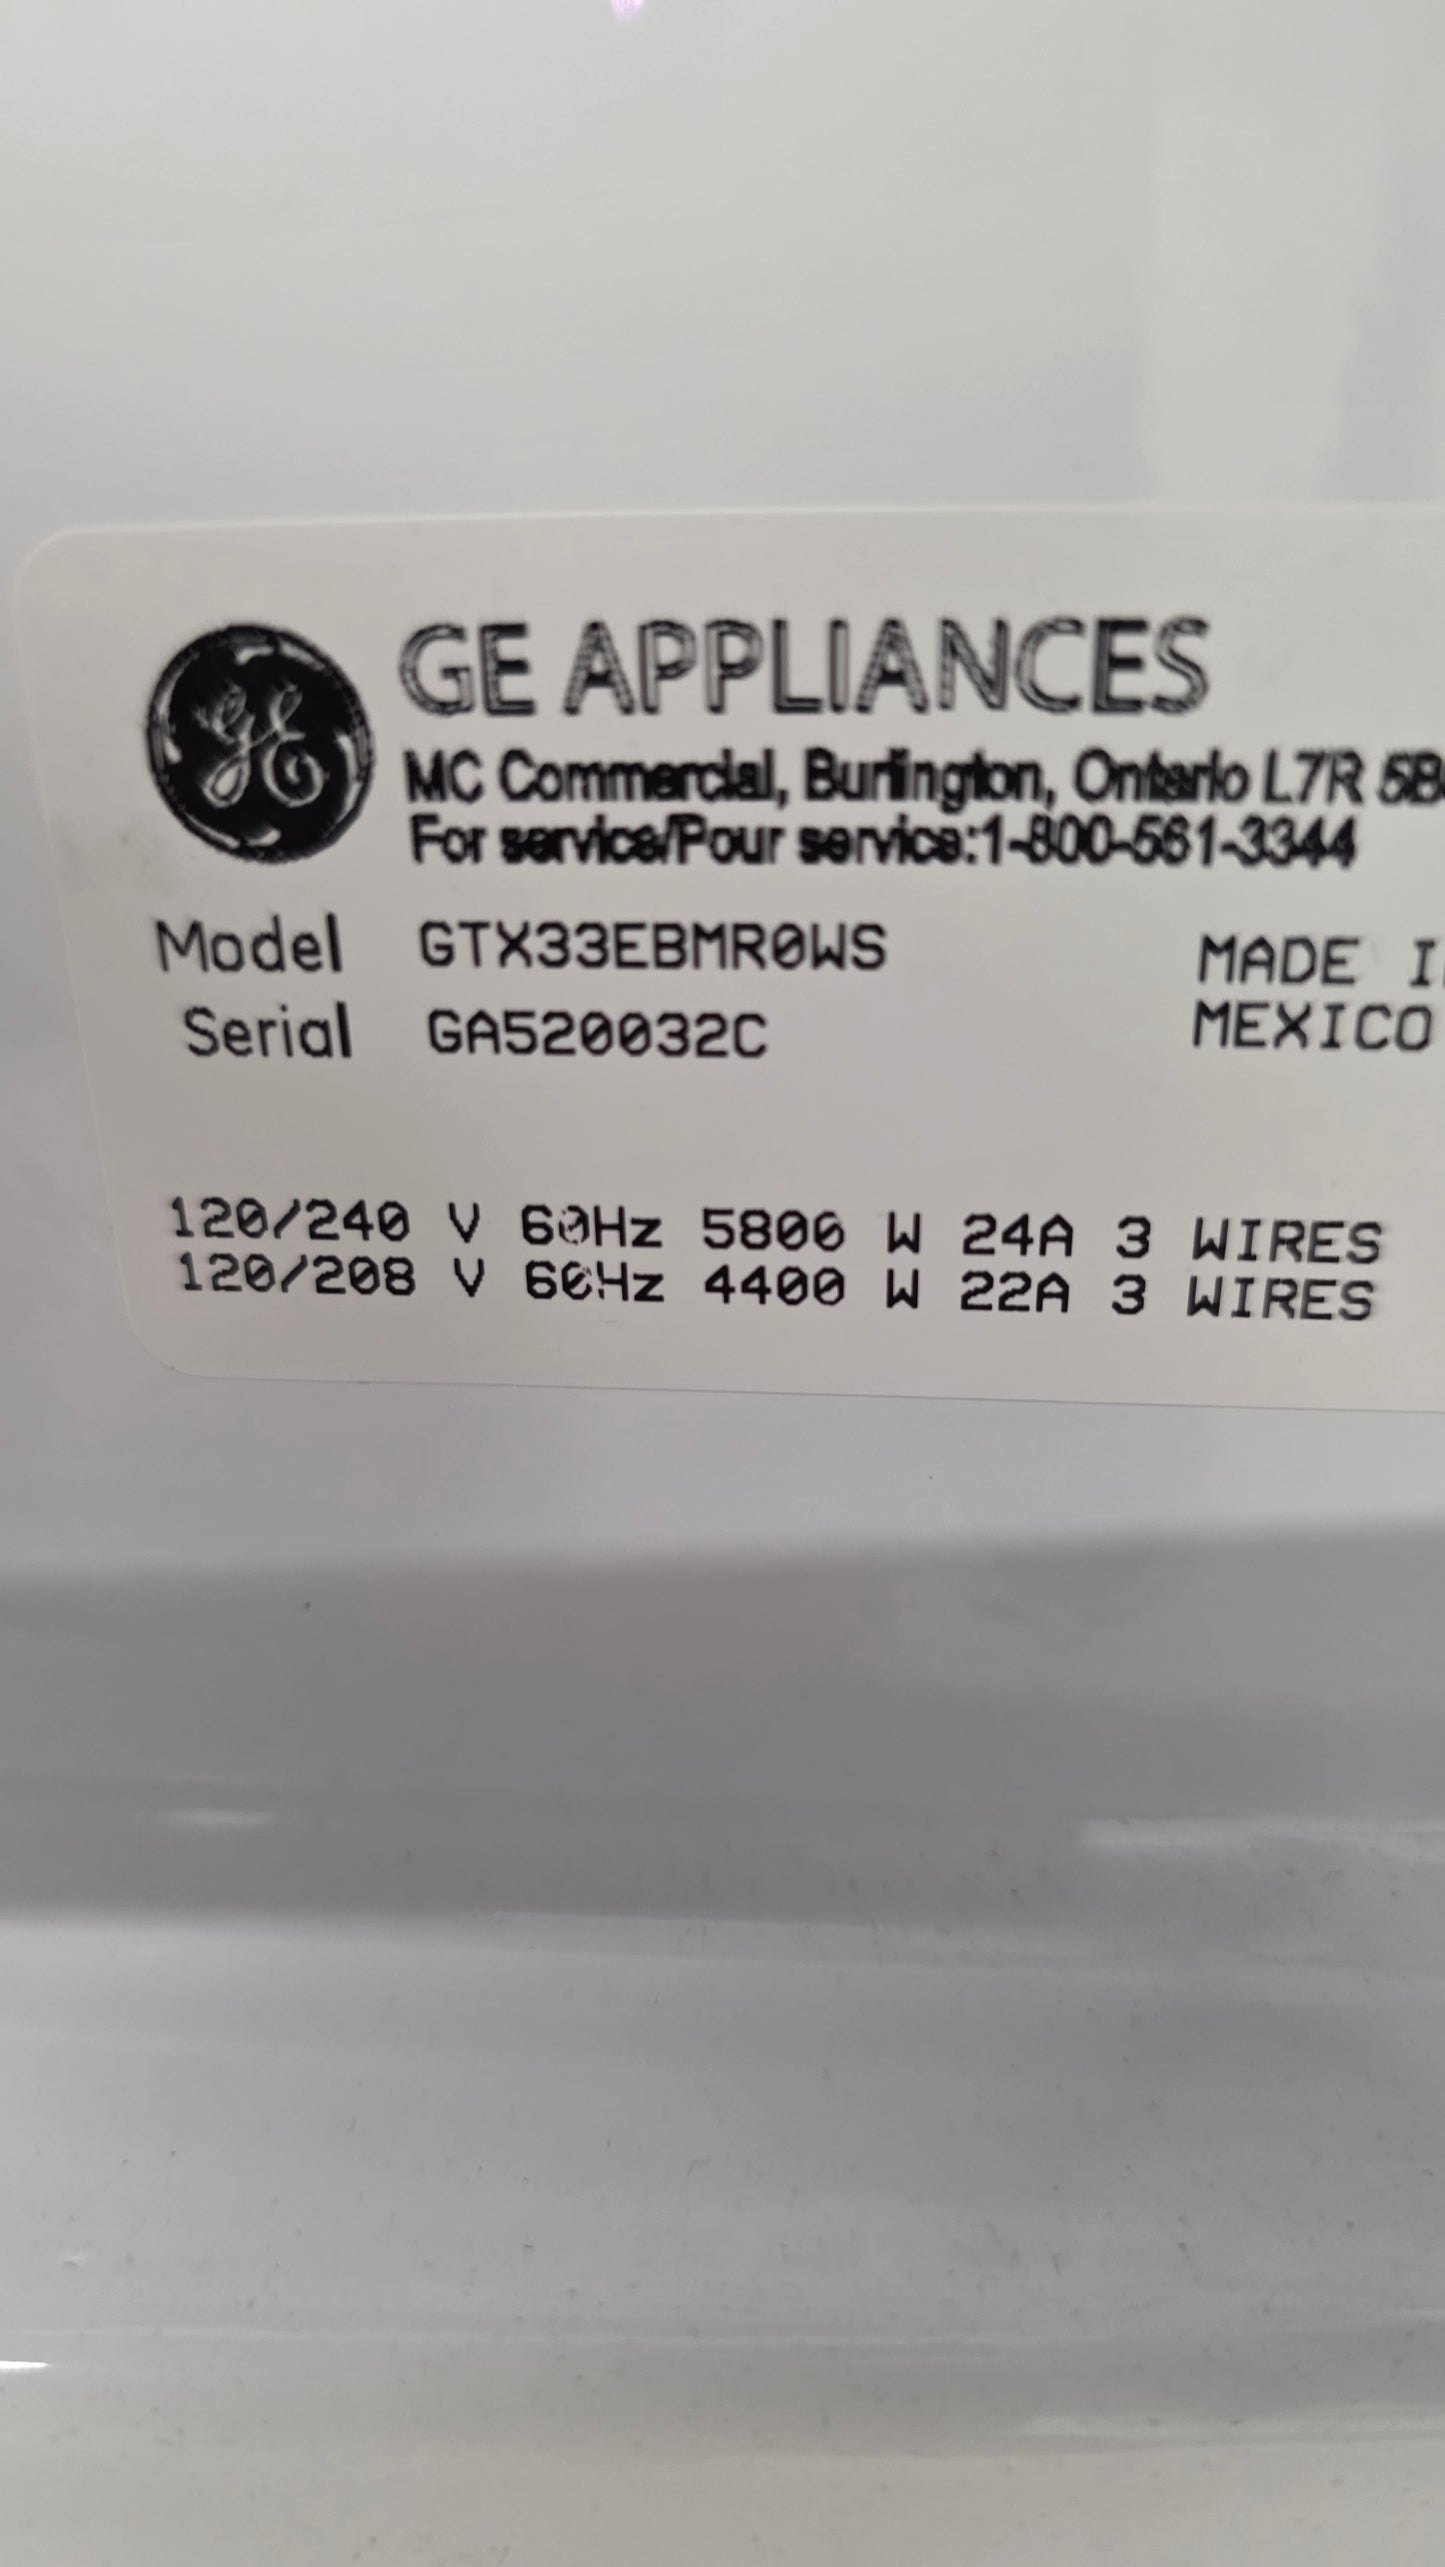 GE
GE APPLIANCES
MC Commercial, Burlington, Ontario L7R
For service/Pour service:1-800-561-3344
Model GTX33EBMR0WS
Serial GA520032C
MADE
MEXICO
120/240 V 60Hz 5800 W 24A 3 WIRES
120/208 V 60Hz 4400 W 22A 3 WIRES